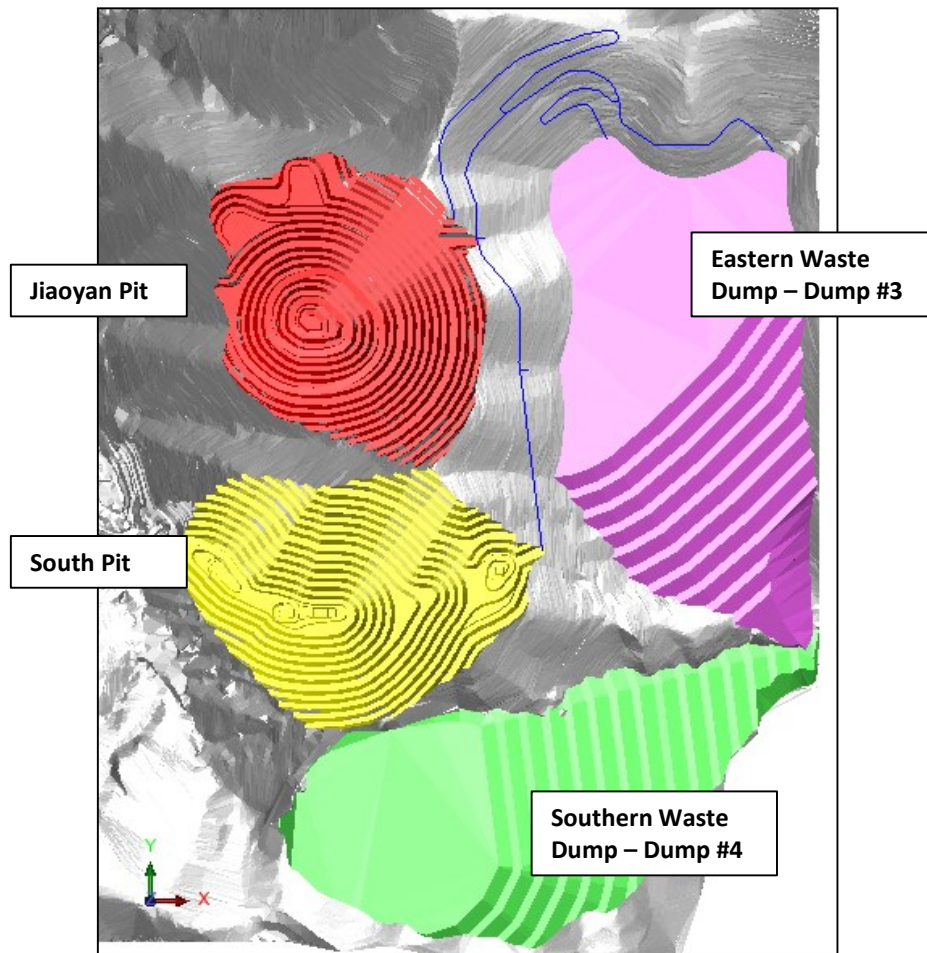 Jiaoyan Pit
Eastern Waste
Dump – Dump #3
South Pit
Southern Waste
Dump – Dump #4
Y
X